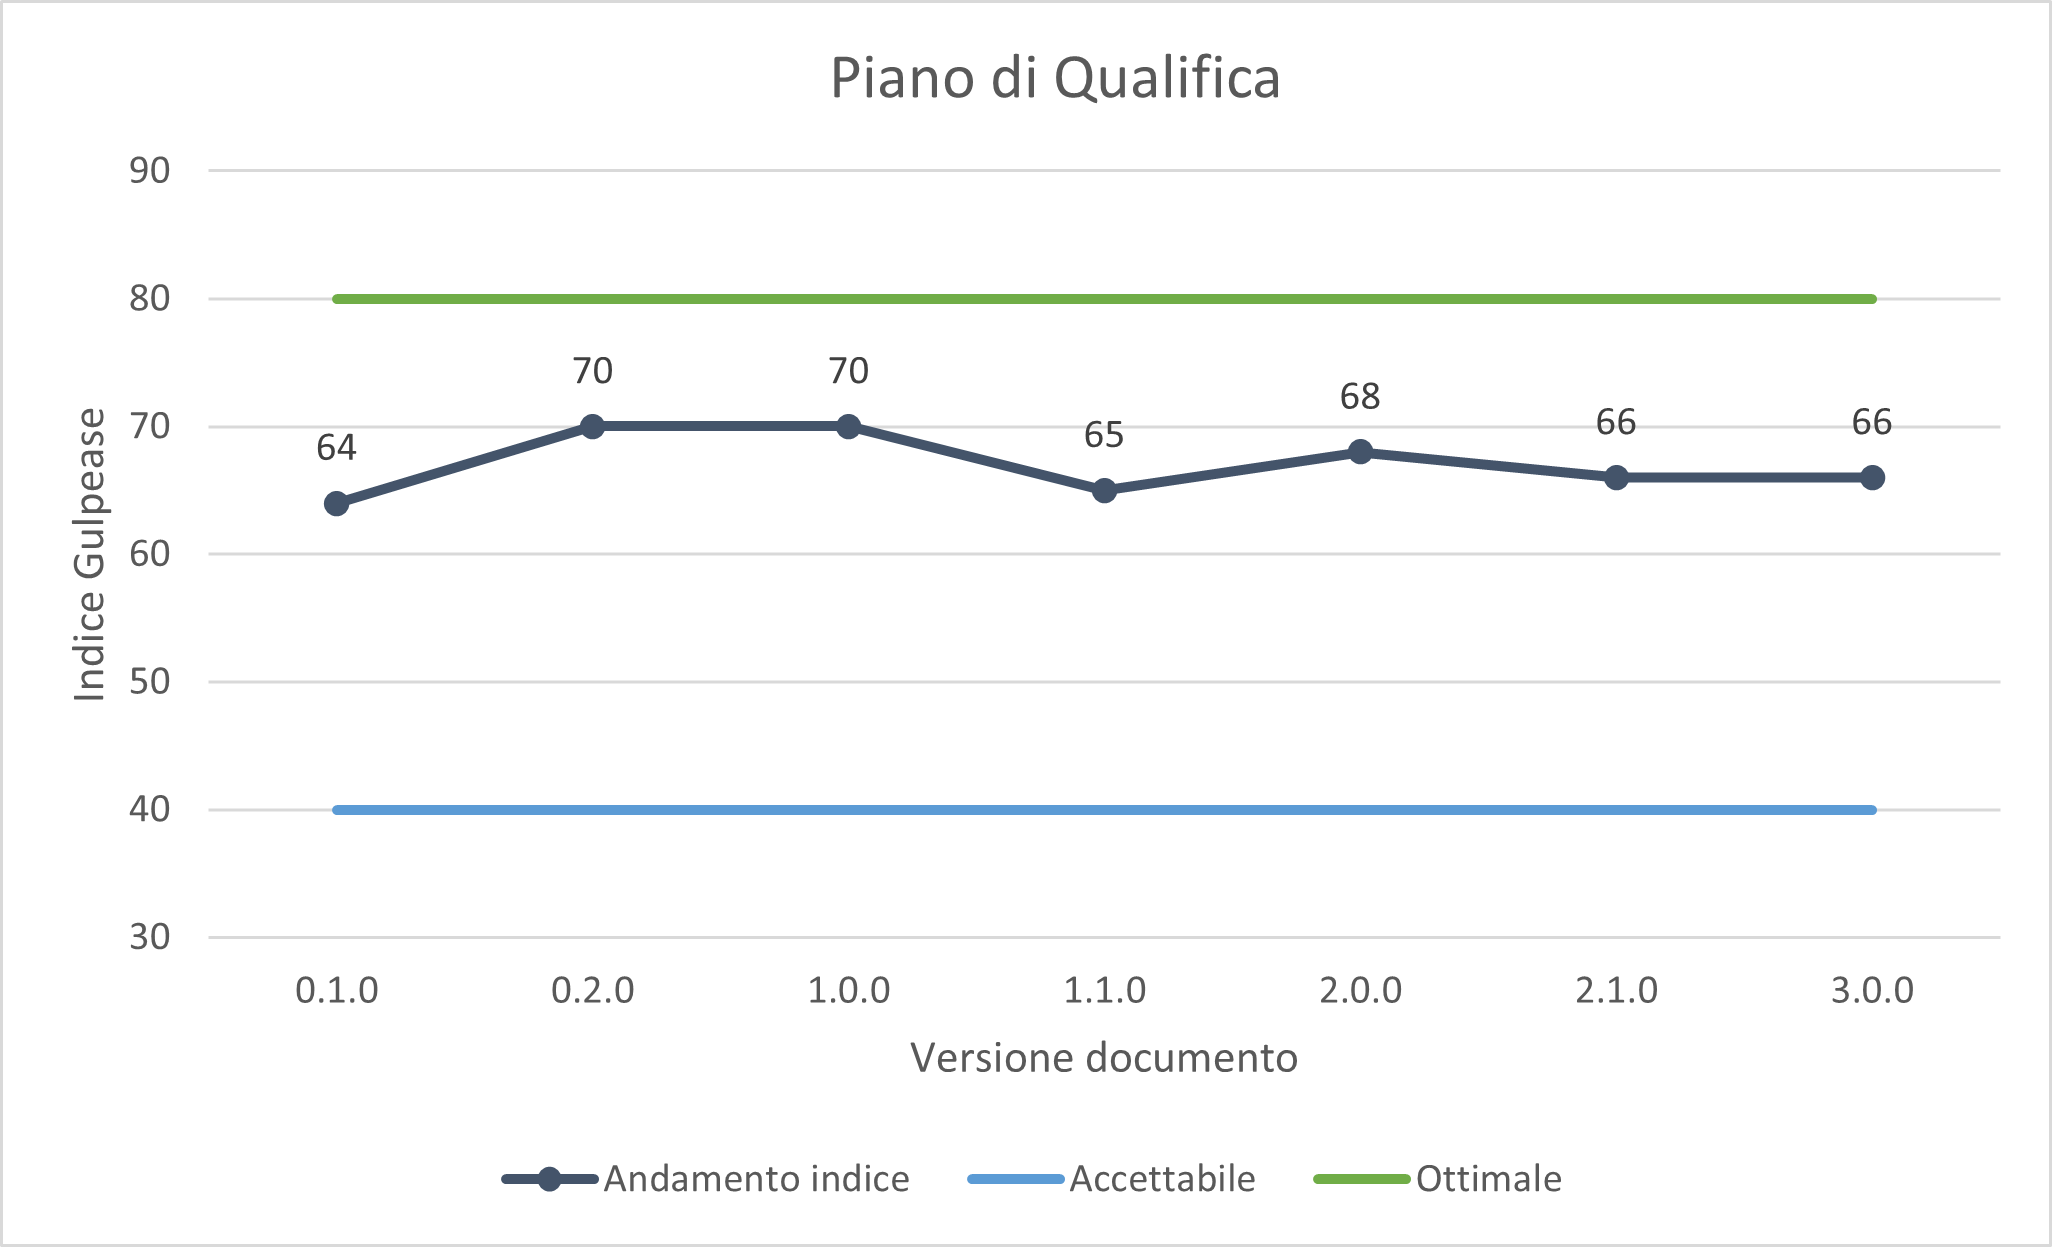 Piano di Qualifica
90
80
70
60
50
40
30
Indice Gulpease
64
70
70
65
68
66
66
0.1.0 0.2.0 1.0.0 1.1.0 2.0.0 2.1.0 3.0.0
Versione documento
Andamento indice Accettabile Ottimale